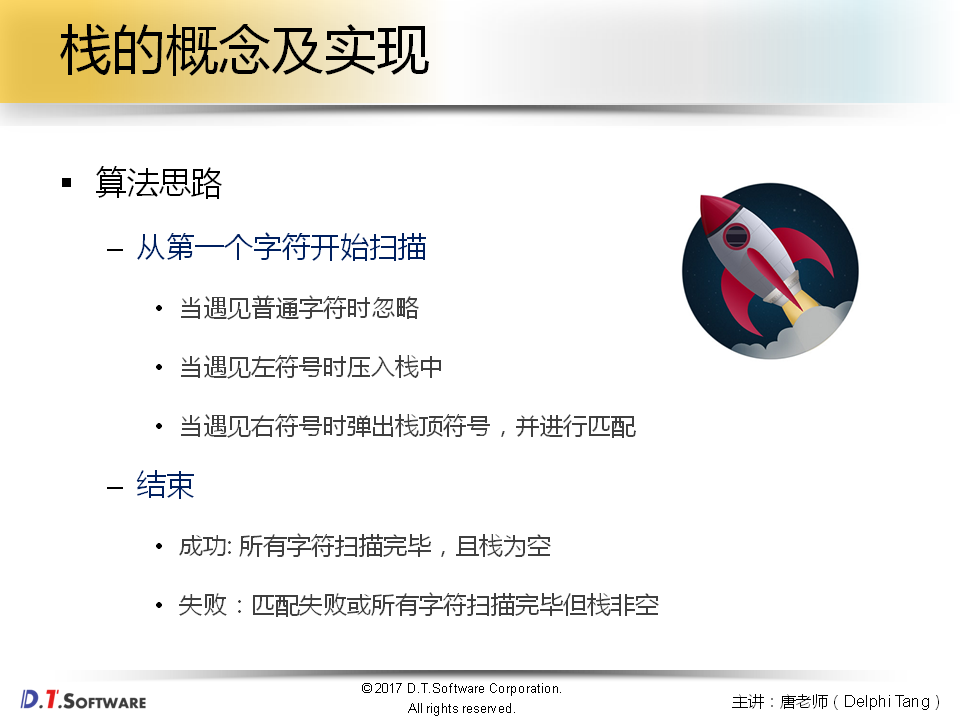 栈的概念及实现
▪ 算法思路
– 从第一个字符开始扫描
• 当遇见普通字符时忽略
• 当遇见左符号时压入栈中
• 当遇见右符号时弹出栈顶符号，并进行匹配
– 结束
• 成功: 所有字符扫描完毕，且栈为空
• 失败：匹配失败或所有字符扫描完毕但栈非空
D.T.SOFTWARE
©2017 D.T.Software Corporation.
All rights reserved.
主讲：唐老师（Delphi Tang）